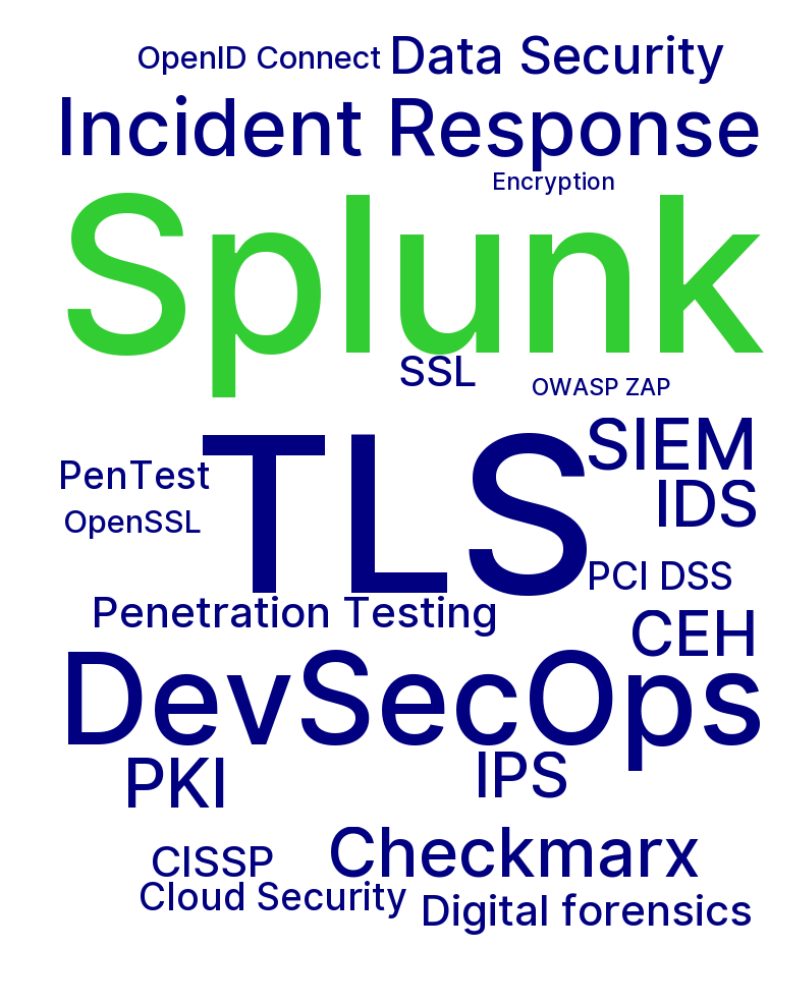 OpenID Connect
Data Security
Incident Response
Encryption
Splunk
SSL
OWASP ZAP
TLS
SIEM
PenTest
IDS
OpenSSL
PCI DSS
Penetration Testing
CEH
DevSecOps
PKI
IPS
Checkmarx
CISSP
Cloud Security
Digital forensics